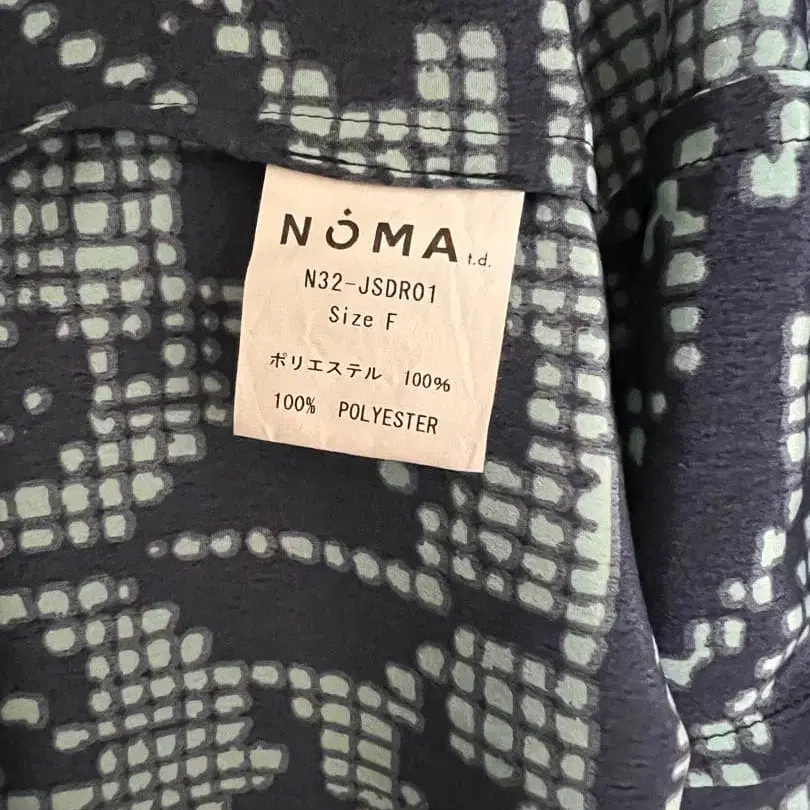 NOMA t.d.
N32-JSDR01
Size F
ポリエステル 100%
100% POLYESTER